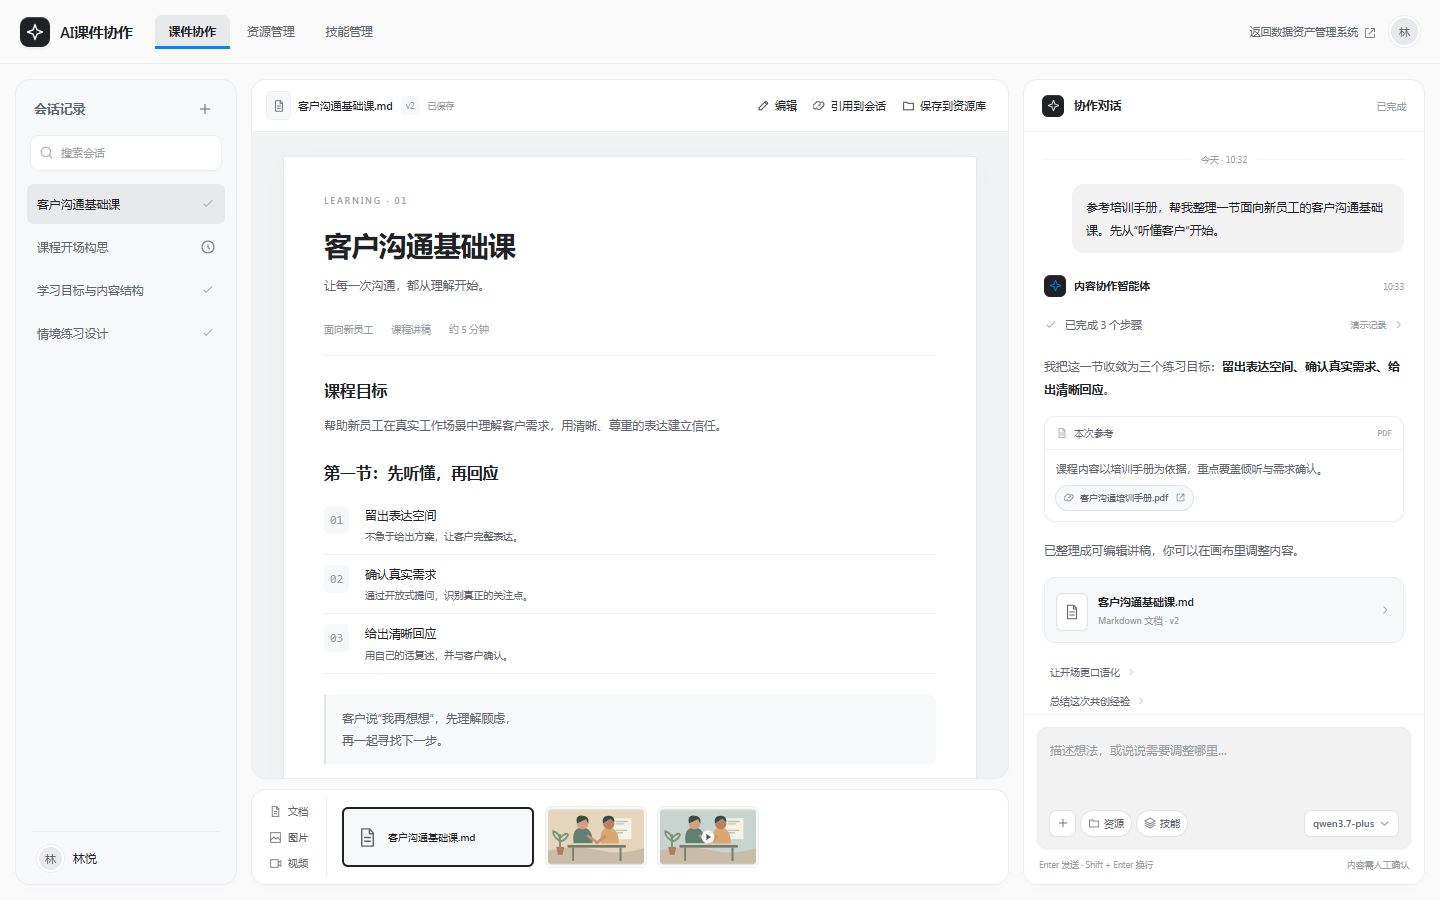 AI课件协作
课件协作
资源管理
技能管理
返回数据资产管理系统
林
会话记录
搜索会话
客户沟通基础课
课程开场构思
学习目标与内容结构
情境练习设计
林
林悦
客户沟通基础课.md
v2
已保存
编辑
引用到会话
保存到资源库
LEARNING · 01
客户沟通基础课
让每一次沟通，都从理解开始。
面向新员工
课程讲稿
约 5 分钟
课程目标
帮助新员工在真实工作场景中理解客户需求，用清晰、尊重的表达建立信任。
第一节：先听懂，再回应
01
留出表达空间
不急于给出方案，让客户完整表达。
02
确认真实需求
通过开放式提问，识别真正的关注点。
03
给出清晰回应
用自己的话复述，并与客户确认。
客户说“我再想想”，先理解顾虑，
再一起寻找下一步。
文档
图片
视频
客户沟通基础课.md
协作对话
已完成
今天 · 10:32
参考培训手册，帮我整理一节面向新员工的客户沟通基础
课。先从“听懂客户”开始。
内容协作智能体
10:33
已完成 3 个步骤
演示记录
我把这一节收敛为三个练习目标：留出表达空间、确认真实需求、给
出清晰回应。
本次参考
PDF
课程内容以培训手册为依据，重点覆盖倾听与需求确认。
客户沟通培训手册.pdf
已整理成可编辑讲稿，你可以在画布里调整内容。
客户沟通基础课.md
Markdown 文档 · v2
让开场更口语化
总结这次共创经验
描述想法，或说说需要调整哪里...
资源
技能
qwen3.7-plus
Enter 发送 · Shift + Enter 换行
内容需人工确认